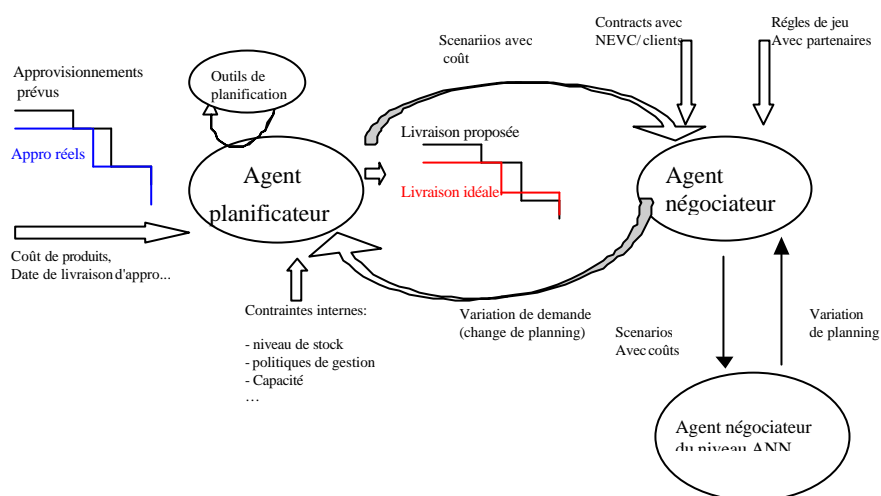 Contracts avec
NEVC/ clients
Régles de jeu
Avec partenaires
Scenariios avec
coût
Approvisionnements
prévus
Outils de
planification
Appro réels
Livraison proposée
Livraison idéale
Agent
planificateur
Agent
négociateur
Coût de produits,
Date de livraison d'appro...
Contraintes internes:
- niveau de stock
- politiques de gestion
- Capacité
…
Variation de demande
(change de planning)
Scenarios
Avec coûts
Variation
de planning
Agent négociateur
du niveau ANN